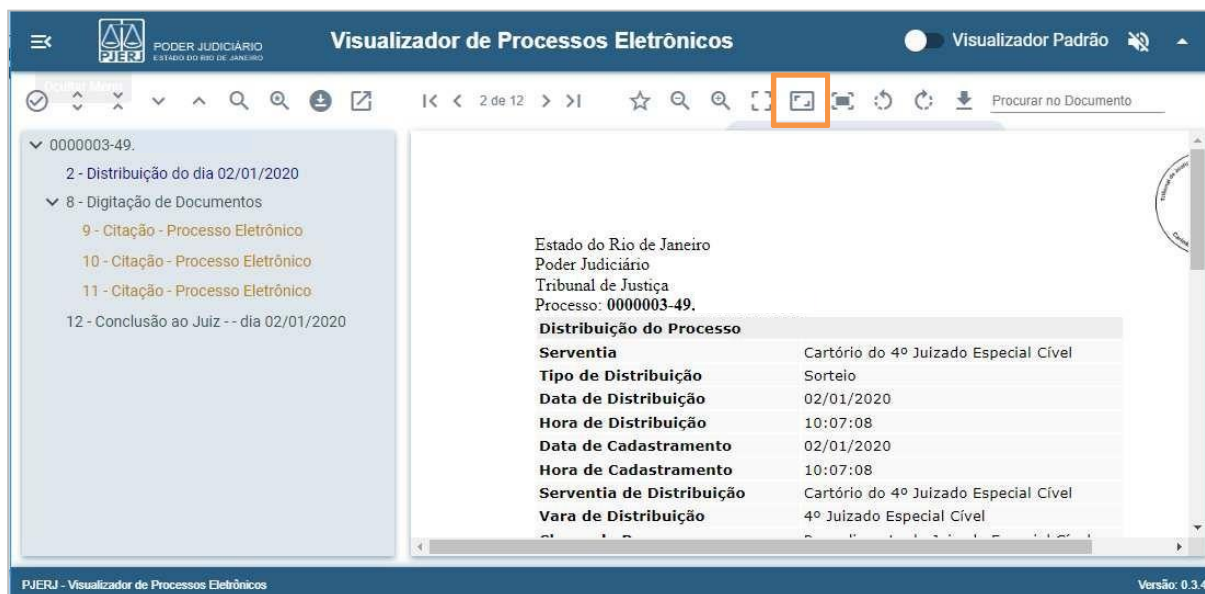 PODER JUDICIÁRIO
ESTADO DO RIO DE JANEIRO
PJERJ
Visualizador de Processos Eletrônicos
Visualizador Padrão
Ocultar Menu
2 de 12
Procurar no Documento
0000003-49.
2 - Distribuição do dia 02/01/2020
8 - Digitação de Documentos
9 - Citação - Processo Eletrônico
10 - Citação - Processo Eletrônico
11 - Citação - Processo Eletrônico
12 - Conclusão ao Juiz - - dia 02/01/2020
Estado do Rio de Janeiro
Poder Judiciário
Tribunal de Justiça
Processo: 0000003-49.
Distribuição do Processo
Serventia Cartório do 4º Juizado Especial Cível
Tipo de Distribuição Sorteio
Data de Distribuição 02/01/2020
Hora de Distribuição 10:07:08
Data de Cadastramento 02/01/2020
Hora de Cadastramento 10:07:08
Serventia de Distribuição Cartório do 4º Juizado Especial Cível
Vara de Distribuição 4º Juizado Especial Cível
PJERJ - Visualizador de Processos Eletrônicos
Versão: 0.3.4